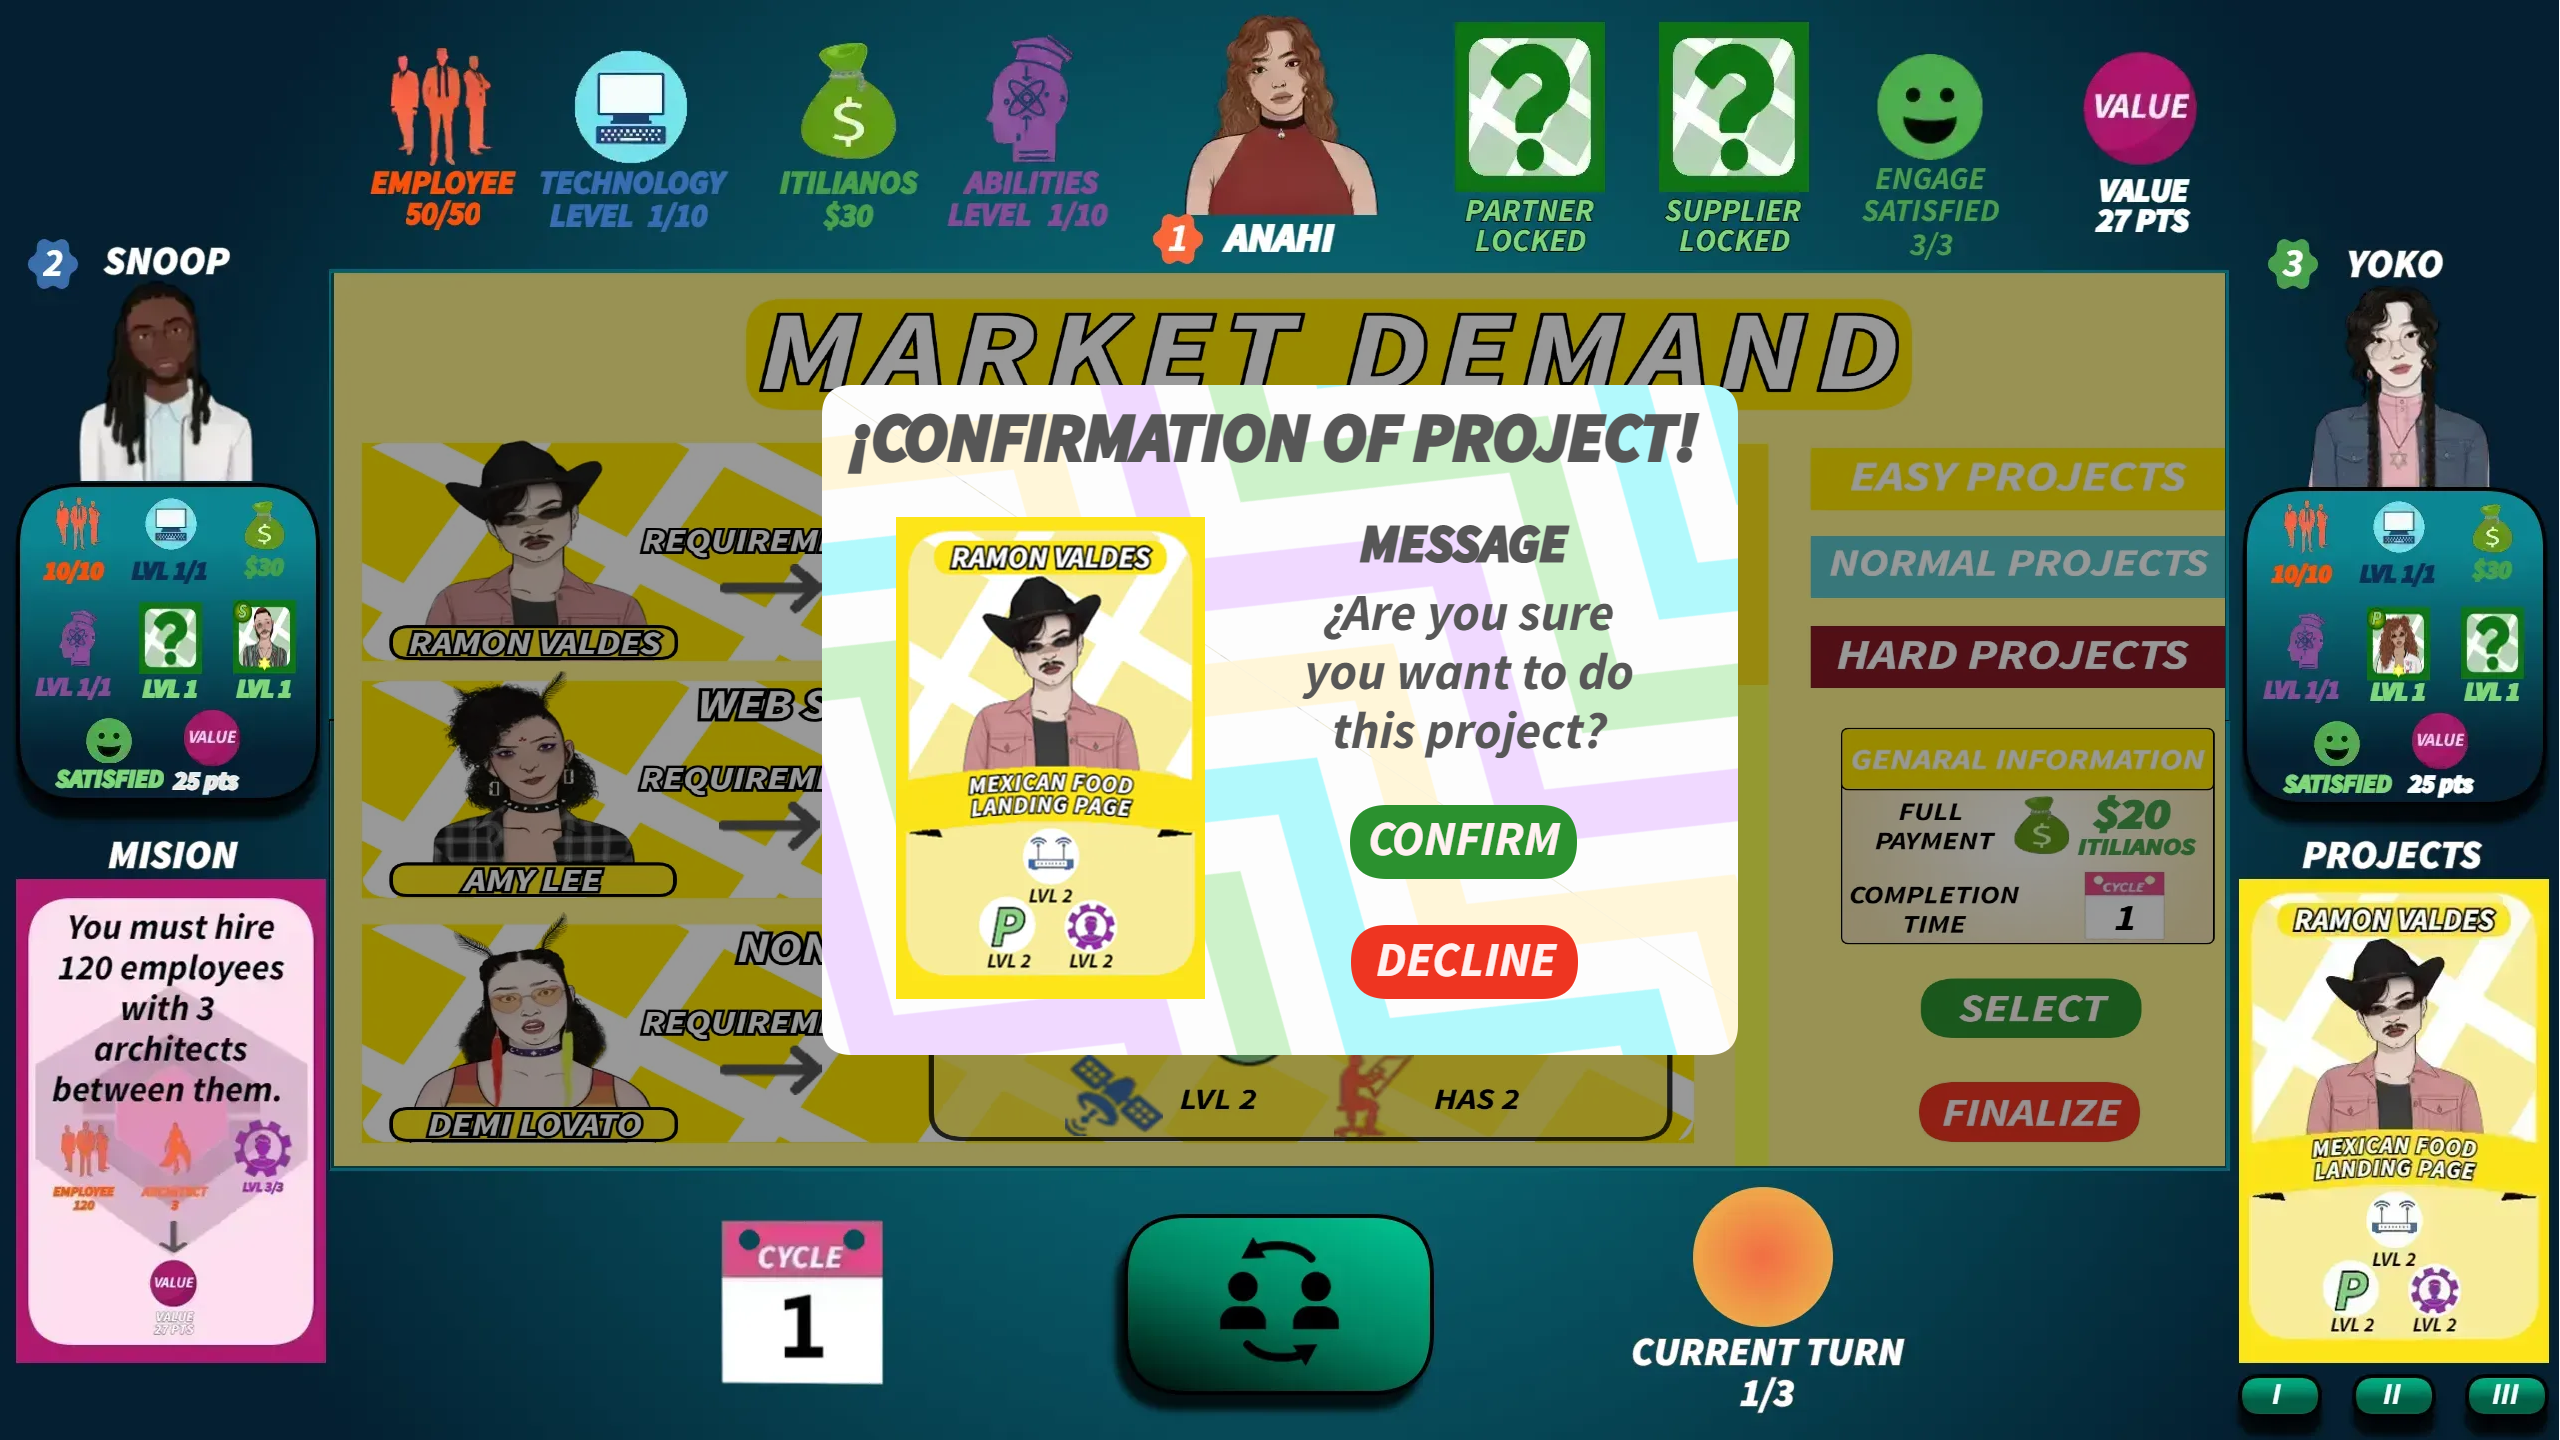 EMPLOYEE
50/50
TECHNOLOGY
LEVEL 1/10
$
ITILIANOS
$30
ABILITIES
LEVEL 1/10
1 ANAHI
?
PARTNER
LOCKED
?
SUPPLIER
LOCKED
ENGAGE
SATISFIED
3/3
VALUE
VALUE
27 PTS
2 SNOOP
$
10/10
LVL 1/1
$30
?
S
LVL 1/1
LVL 1
LVL 1
VALUE
SATISFIED
25 pts
MISION
You must hire
120 employees
with 3
architects
between them.
EMPLOYEE
120
ARCHITECT
3
LVL 3/3
VALUE
VALUE
27 PTS
MARKET DEMAND
REQUIREM
RAMON VALDES
WEB S
REQUIREM
AMY LEE
NON
REQUIREM
DEMI LOVATO
LVL 2
HAS 2
¡CONFIRMATION OF PROJECT!
RAMON VALDES
MEXICAN FOOD
LANDING PAGE
LVL 2
P
LVL 2
LVL 2
MESSAGE
¿Are you sure
you want to do
this project?
CONFIRM
DECLINE
EASY PROJECTS
NORMAL PROJECTS
HARD PROJECTS
GENARAL INFORMATION
FULL
PAYMENT
$
$20
ITILIANOS
COMPLETION
TIME
CYCLE
1
SELECT
FINALIZE
3 YOKO
$
10/10
LVL 1/1
$30
P
?
LVL 1/1
LVL 1
LVL 1
VALUE
SATISFIED
25 pts
PROJECTS
RAMON VALDES
MEXICAN FOOD
LANDING PAGE
LVL 2
P
LVL 2
LVL 2
I
II
III
CYCLE
1
CURRENT TURN
1/3